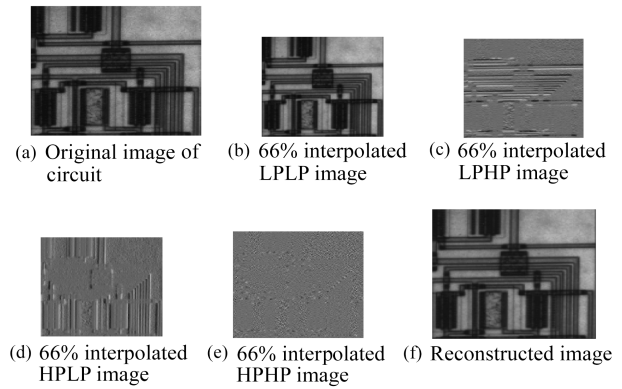 (a) Original image of
circuit
(b) 66% interpolated
LPLP image
(c) 66% interpolated
LPHP image
(d) 66% interpolated
HPLP image
(e) 66% interpolated
HPHP image
(f) Reconstructed image